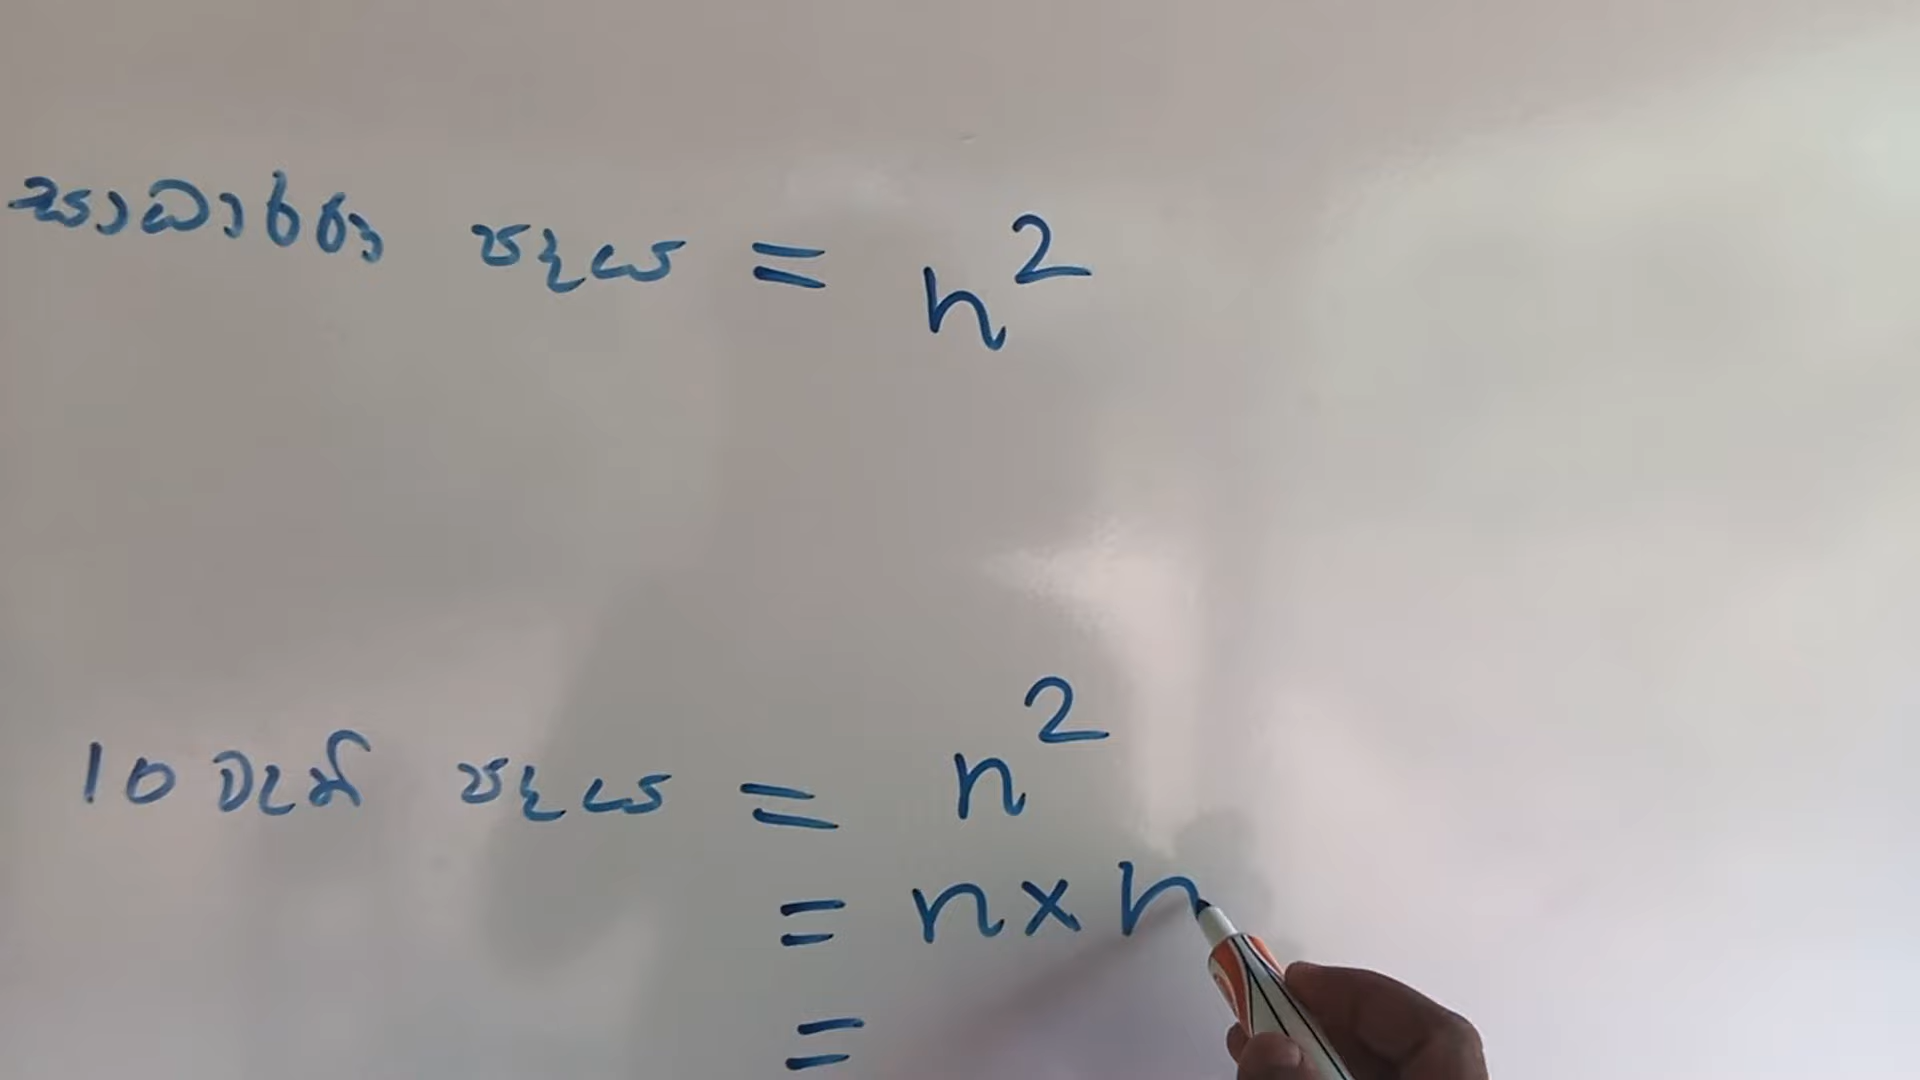 සාධාරණ පදය = n²
10 වැනි පදය = n²
= n × n
=